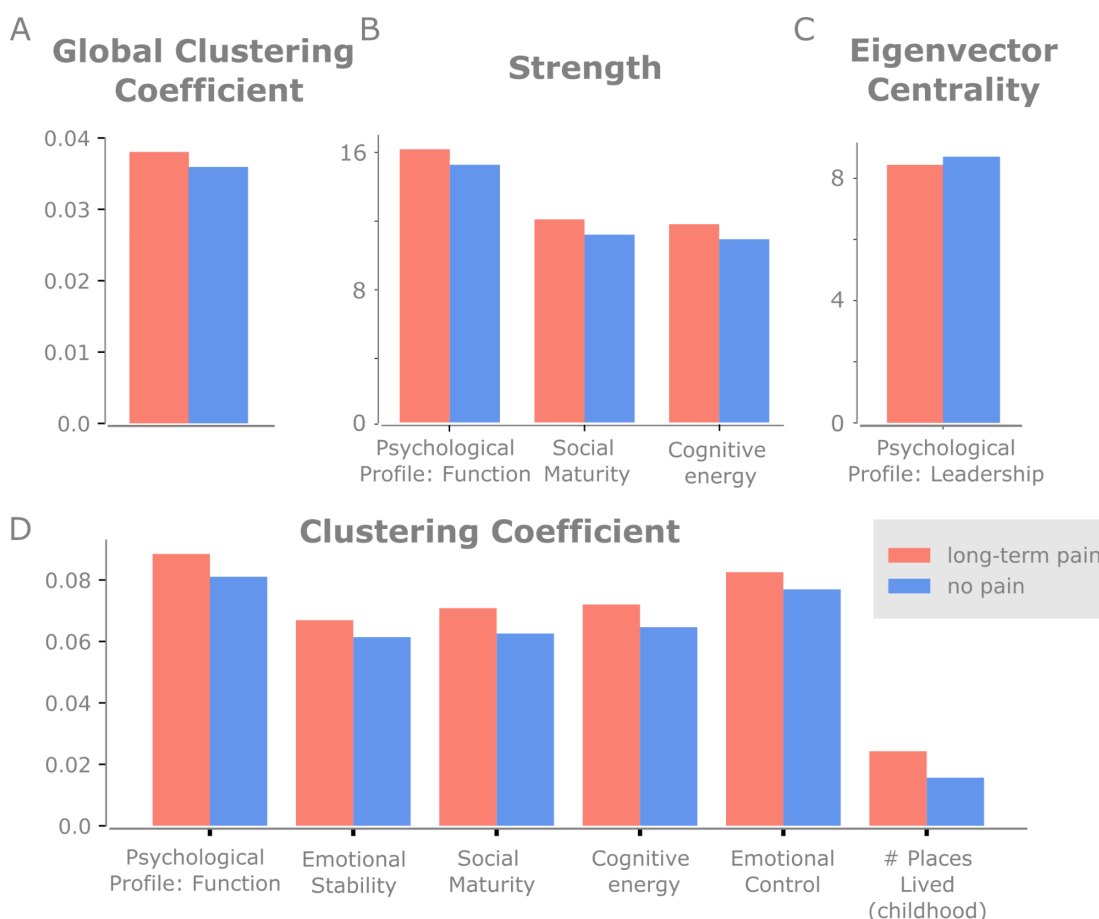 A
Global Clustering
Coefficient
0.04
0.03
0.02
0.01
0.0
B
Strength
16
8
0
Psychological
Profile: Function
Social
Maturity
Cognitive
energy
C
Eigenvector
Centrality
8
4
0
Psychological
Profile: Leadership
D
Clustering Coefficient
long-term pain
no pain
0.08
0.06
0.04
0.02
0.0
Psychological
Profile: Function
Emotional
Stability
Social
Maturity
Cognitive
energy
Emotional
Control
# Places
Lived
(childhood)